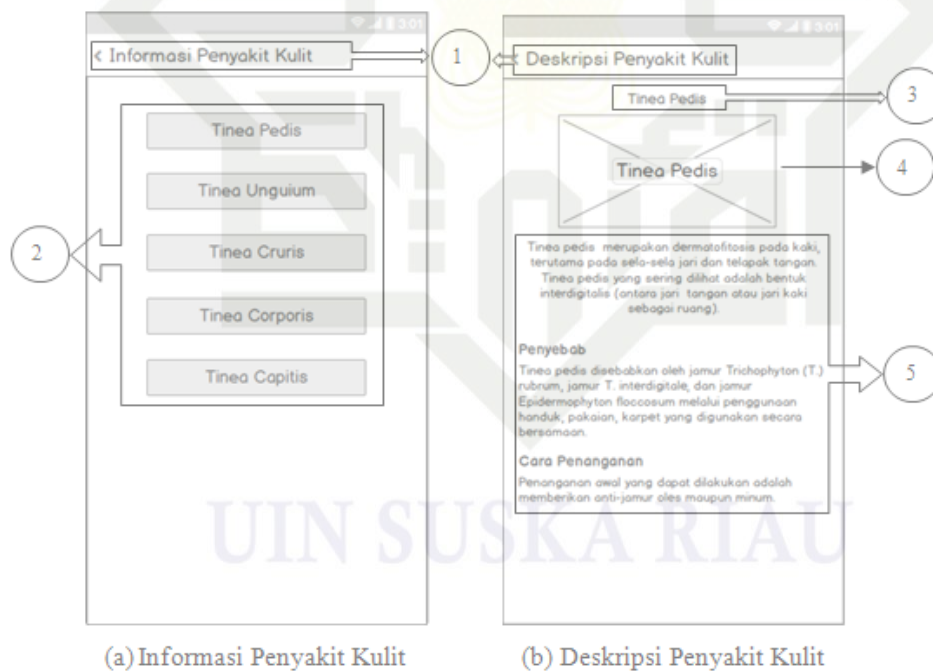 3:01
< Informasi Penyakit Kulit
1
Tinea Pedis
Tinea Unguium
2
Tinea Cruris
Tinea Corporis
Tinea Capitis
(a) Informasi Penyakit Kulit
3:01
< Deskripsi Penyakit Kulit
Tinea Pedis
3
Tinea Pedis
4
Tinea pedis merupakan dermatofitosis pada kaki,
terutama pada sela-sela jari dan telapak tangan.
Tinea pedis yang sering dilihat adalah bentuk
interdigitalis (antara jari tangan atau jari kaki
sebagai ruang).
Penyebab
Tinea pedis disebabkan oleh jamur Trichophyton (T.)
rubrum, jamur T. interdigitale, dan jamur
Epidermophyton floccosum melalui penggunaan
handuk, pakaian, karpet yang digunakan secara
bersamaan.
5
Cara Penanganan
Penanganan awal yang dapat dilakukan adalah
memberikan anti-jamur oles maupun minum.
(b) Deskripsi Penyakit Kulit
UIN SUSKA RIAU